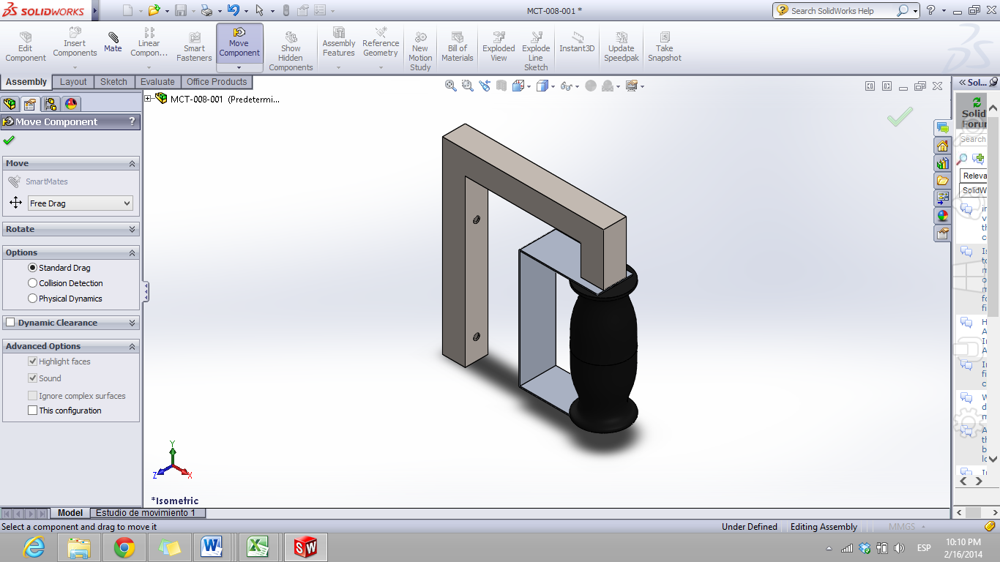 SOLIDWORKS
MCT-008-001 *
Search SolidWorks Help
Edit Component
Insert Components
Mate
Linear Compon...
Smart Fasteners
Move Component
Show Hidden Components
Assembly Features
Reference Geometry
New Motion Study
Bill of Materials
Exploded View
Explode Line Sketch
Instant3D
Update Speedpak
Take Snapshot
Assembly
Layout
Sketch
Evaluate
Office Products
MCT-008-001 (Predetermi...
Move Component
?
Move
SmartMates
Free Drag
Rotate
Options
Standard Drag
Collision Detection
Physical Dynamics
Dynamic Clearance
Advanced Options
Highlight faces
Sound
Ignore complex surfaces
This configuration
Y
Z
X
*Isometric
Sol...
Solid
Forum
Search
Releva
SolidW
Model
Estudio de movimiento 1
Select a component and drag to move it
Under Defined
Editing Assembly
MMGS
ESP
10:10 PM
2/16/2014